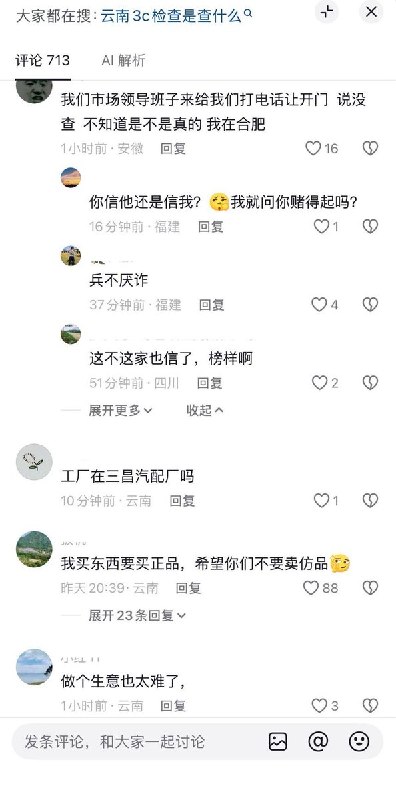 大家都在搜：云南3c检查是查什么
评论 713
AI 解析
我们市场领导班子来给我们打电话让开门 说没
查 不知道是不是真的 我在合肥
1小时前·安徽 回复 16
你信他还是信我？🤔我就问你赌得起吗？
16分钟前·福建 回复 1
兵不厌诈
37分钟前·福建 回复 4
这不这家也信了，榜样啊
51分钟前·四川 回复 2
展开更多 收起
工厂在三昌汽配厂吗
10分钟前·云南 回复 1
我买东西要买正品，希望你们不要卖仿品🤔
昨天20:39·云南 回复 88
展开23条回复
做个生意也太难了，
1小时前·云南 回复 3
发条评论，和大家一起讨论